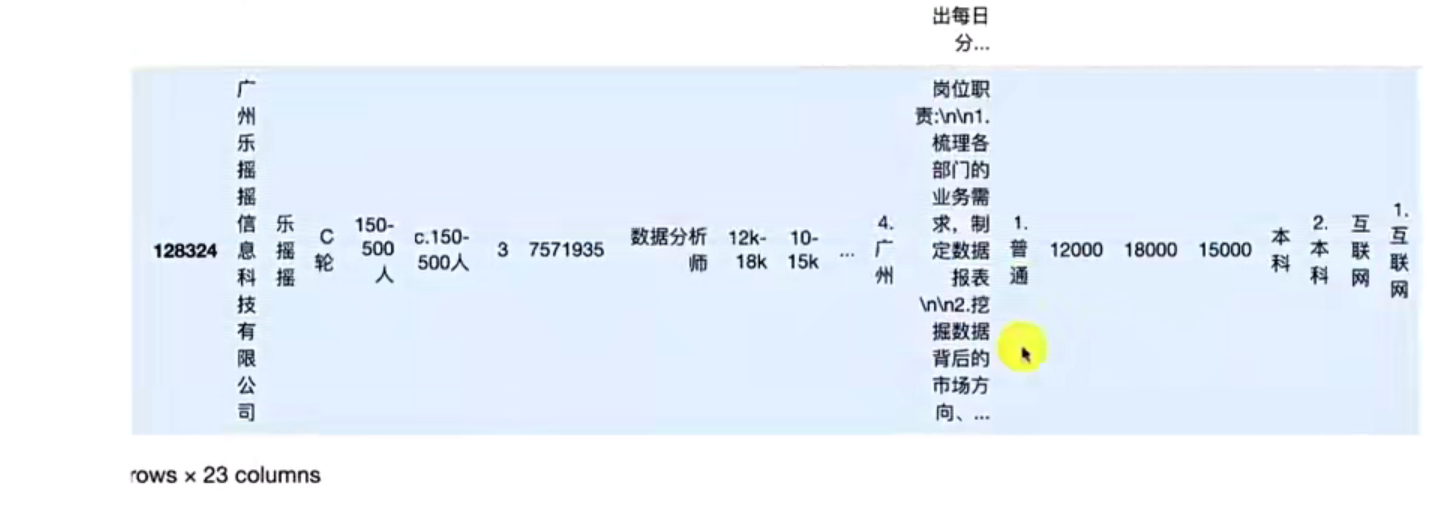 出每日
分...
128324
广
州
乐
摇
摇
信
息
科
技
有
限
公
司
乐
摇
摇
C
轮
150-
500
人
c.150-
500人
3
7571935
数据分析
师
12k-
18k
10-
15k
...
4.
广
州
岗位职
责:\n\n1.
梳理各
部门的
业务需
求，制
定数据
报表
\n\n2.挖
掘数据
背后的
市场方
向、...
1.
普
通
12000
18000
15000
本
科
2.
本
科
互
联
网
1.
互
联
网
rows × 23 columns